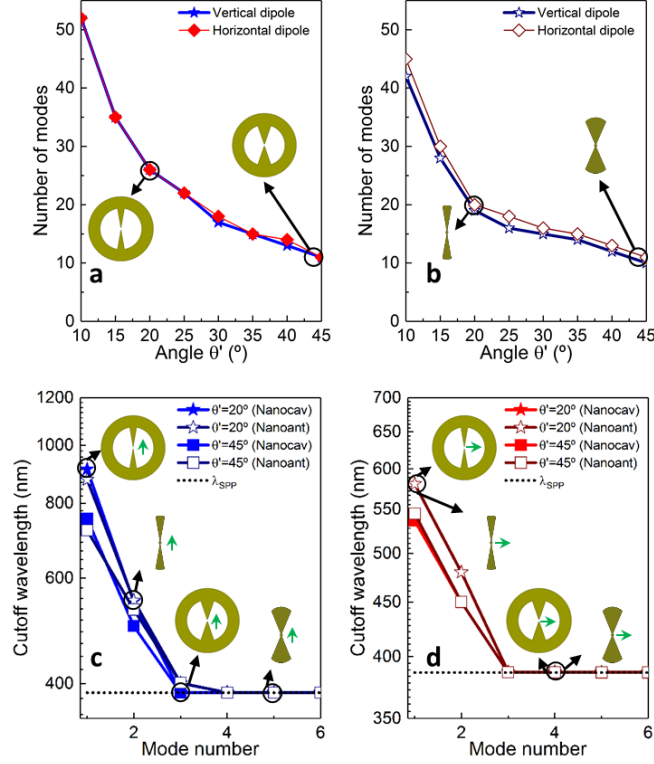 Vertical dipole
Horizontal dipole
50
40
30
20
10
0
Number of modes
a
10 15 20 25 30 35 40 45
Angle θ' (º)
Vertical dipole
Horizontal dipole
50
40
30
20
10
0
Number of modes
b
10 15 20 25 30 35 40 45
Angle θ' (º)
1200
1000
800
600
400
Cutoff wavelength (nm)
θ'=20º (Nanocav)
θ'=20º (Nanoant)
θ'=45º (Nanocav)
θ'=45º (Nanoant)
λSPP
c
2 4 6
Mode number
700
650
600
550
500
450
400
350
Cutoff wavelength (nm)
θ'=20º (Nanocav)
θ'=20º (Nanoant)
θ'=45º (Nanocav)
θ'=45º (Nanoant)
λSPP
d
2 4 6
Mode number